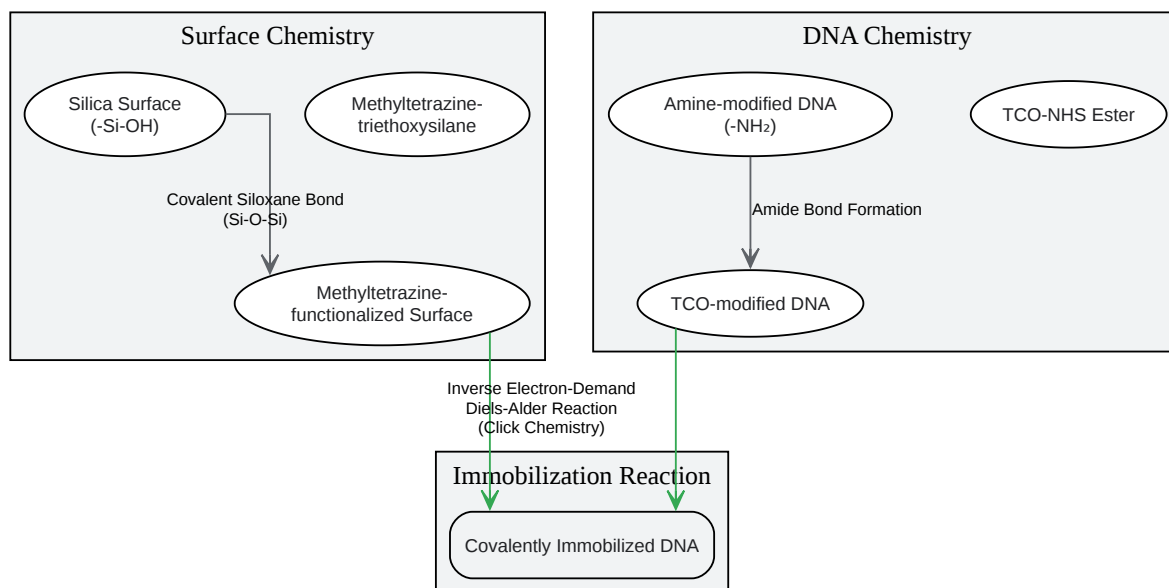 Surface Chemistry
Silica Surface
(-Si-OH)
Methyltetrazine-
triethoxysilane
Covalent Siloxane Bond
(Si-O-Si)
Methyltetrazine-
functionalized Surface
DNA Chemistry
Amine-modified DNA
(-NH₂)
TCO-NHS Ester
Amide Bond Formation
TCO-modified DNA
Inverse Electron-Demand
Diels-Alder Reaction
(Click Chemistry)
Immobilization Reaction
Covalently Immobilized DNA